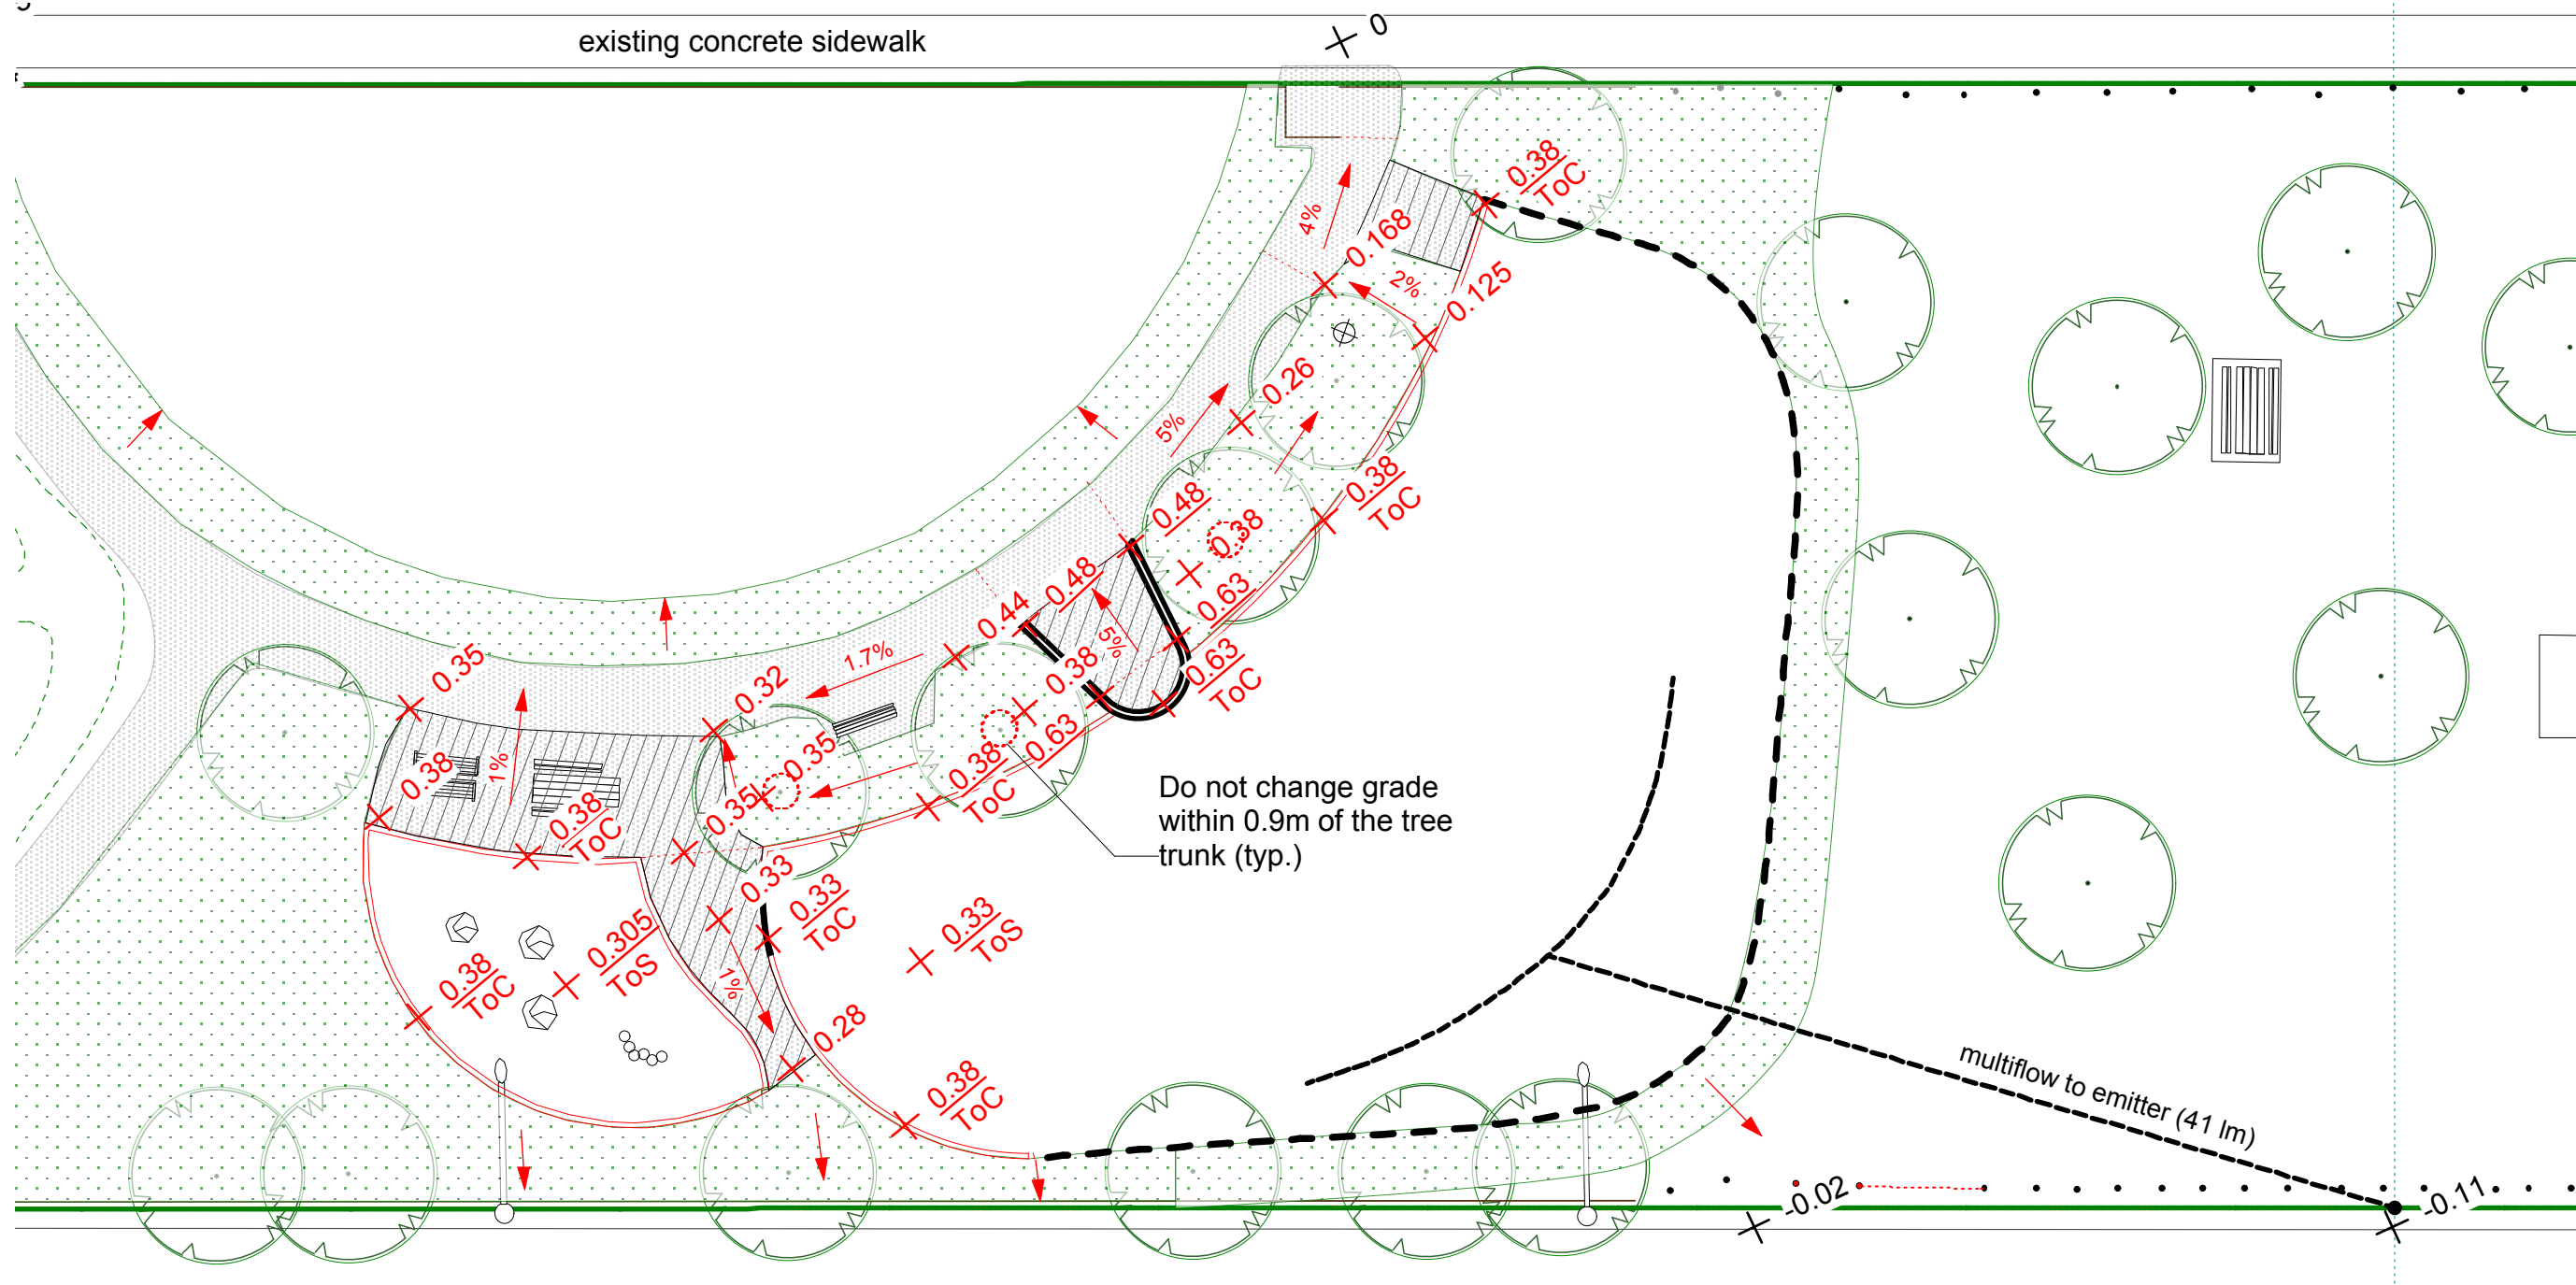 existing concrete sidewalk
0
0.38
ToC
4%
0.168
2%
0.125
0.26
5%
0.38
ToC
0.48
0.38
0.48
0.63
0.44
5%
0.63
ToC
0.35
1.7%
0.38
0.32
0.63
0.38
ToC
0.35
1%
0.38
0.38
ToC
0.35
Do not change grade
within 0.9m of the tree
trunk (typ.)
0.33
0.33
ToC
0.33
ToS
0.305
ToS
0.38
ToC
1%
0.28
0.38
ToC
multiflow to emitter (41 lm)
-0.02
-0.11